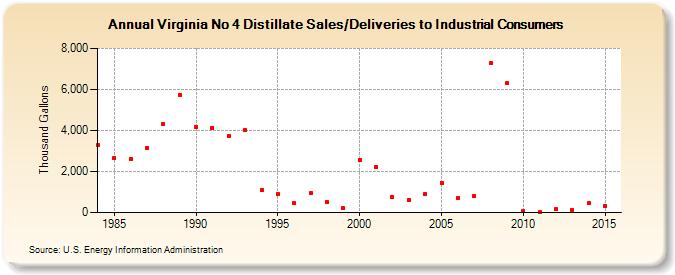 Annual Virginia No 4 Distillate Sales/Deliveries to Industrial Consumers
Thousand Gallons
8,000
6,000
4,000
2,000
0
1985 1990 1995 2000 2005 2010 2015
Source: U.S. Energy Information Administration